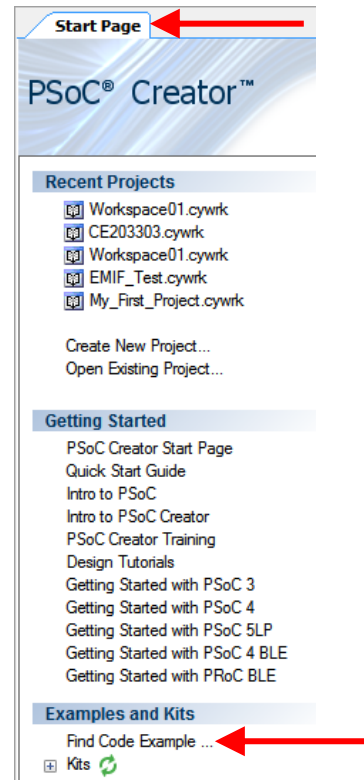 Start Page
PSoC® Creator™
Recent Projects
Workspace01.cywrk
CE203303.cywrk
Workspace01.cywrk
EMIF_Test.cywrk
My_First_Project.cywrk
Create New Project...
Open Existing Project...
Getting Started
PSoC Creator Start Page
Quick Start Guide
Intro to PSoC
Intro to PSoC Creator
PSoC Creator Training
Design Tutorials
Getting Started with PSoC 3
Getting Started with PSoC 4
Getting Started with PSoC 5LP
Getting Started with PSoC 4 BLE
Getting Started with PRoC BLE
Examples and Kits
Find Code Example ...
Kits